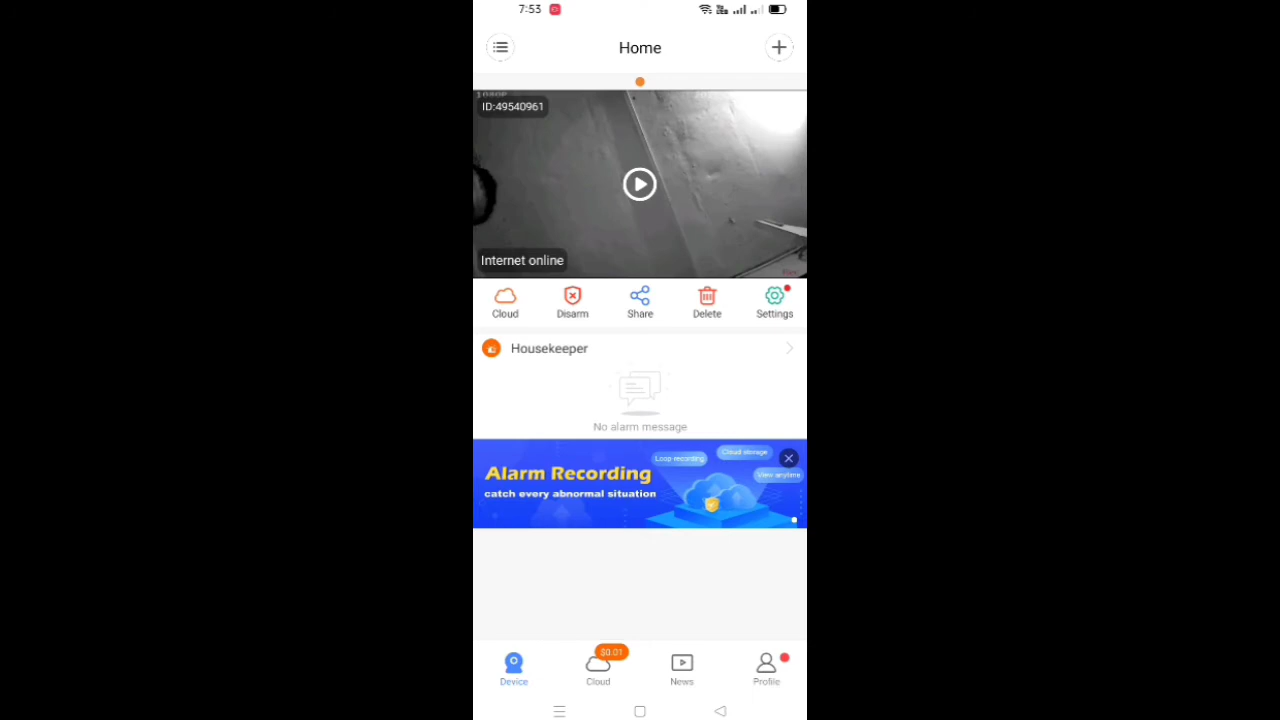 7:53
Home
ID:49540961
Internet online
Cloud
Disarm
Share
Delete
Settings
Housekeeper
No alarm message
Alarm Recording
catch every abnormal situation
Loop recording
Cloud storage
View anytime
$0.01
Device
Cloud
News
Profile